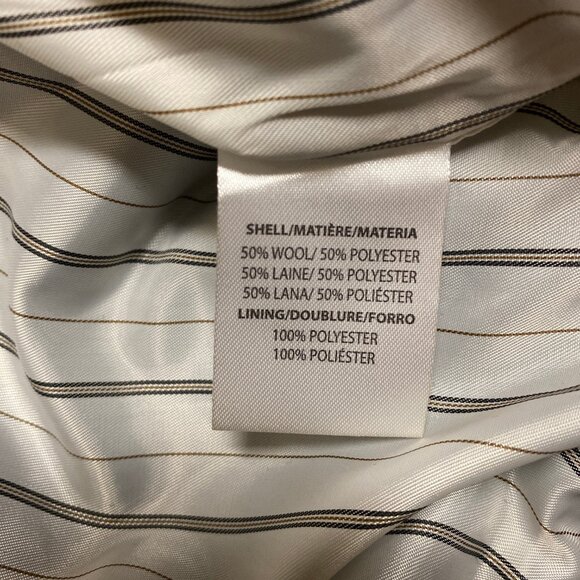 SHELL/MATIÈRE/MATERIA
50% WOOL/ 50% POLYESTER
50% LAINE/ 50% POLYESTER
50% LANA/ 50% POLIÉSTER
LINING/DOUBLURE/FORRO
100% POLYESTER
100% POLIÉSTER